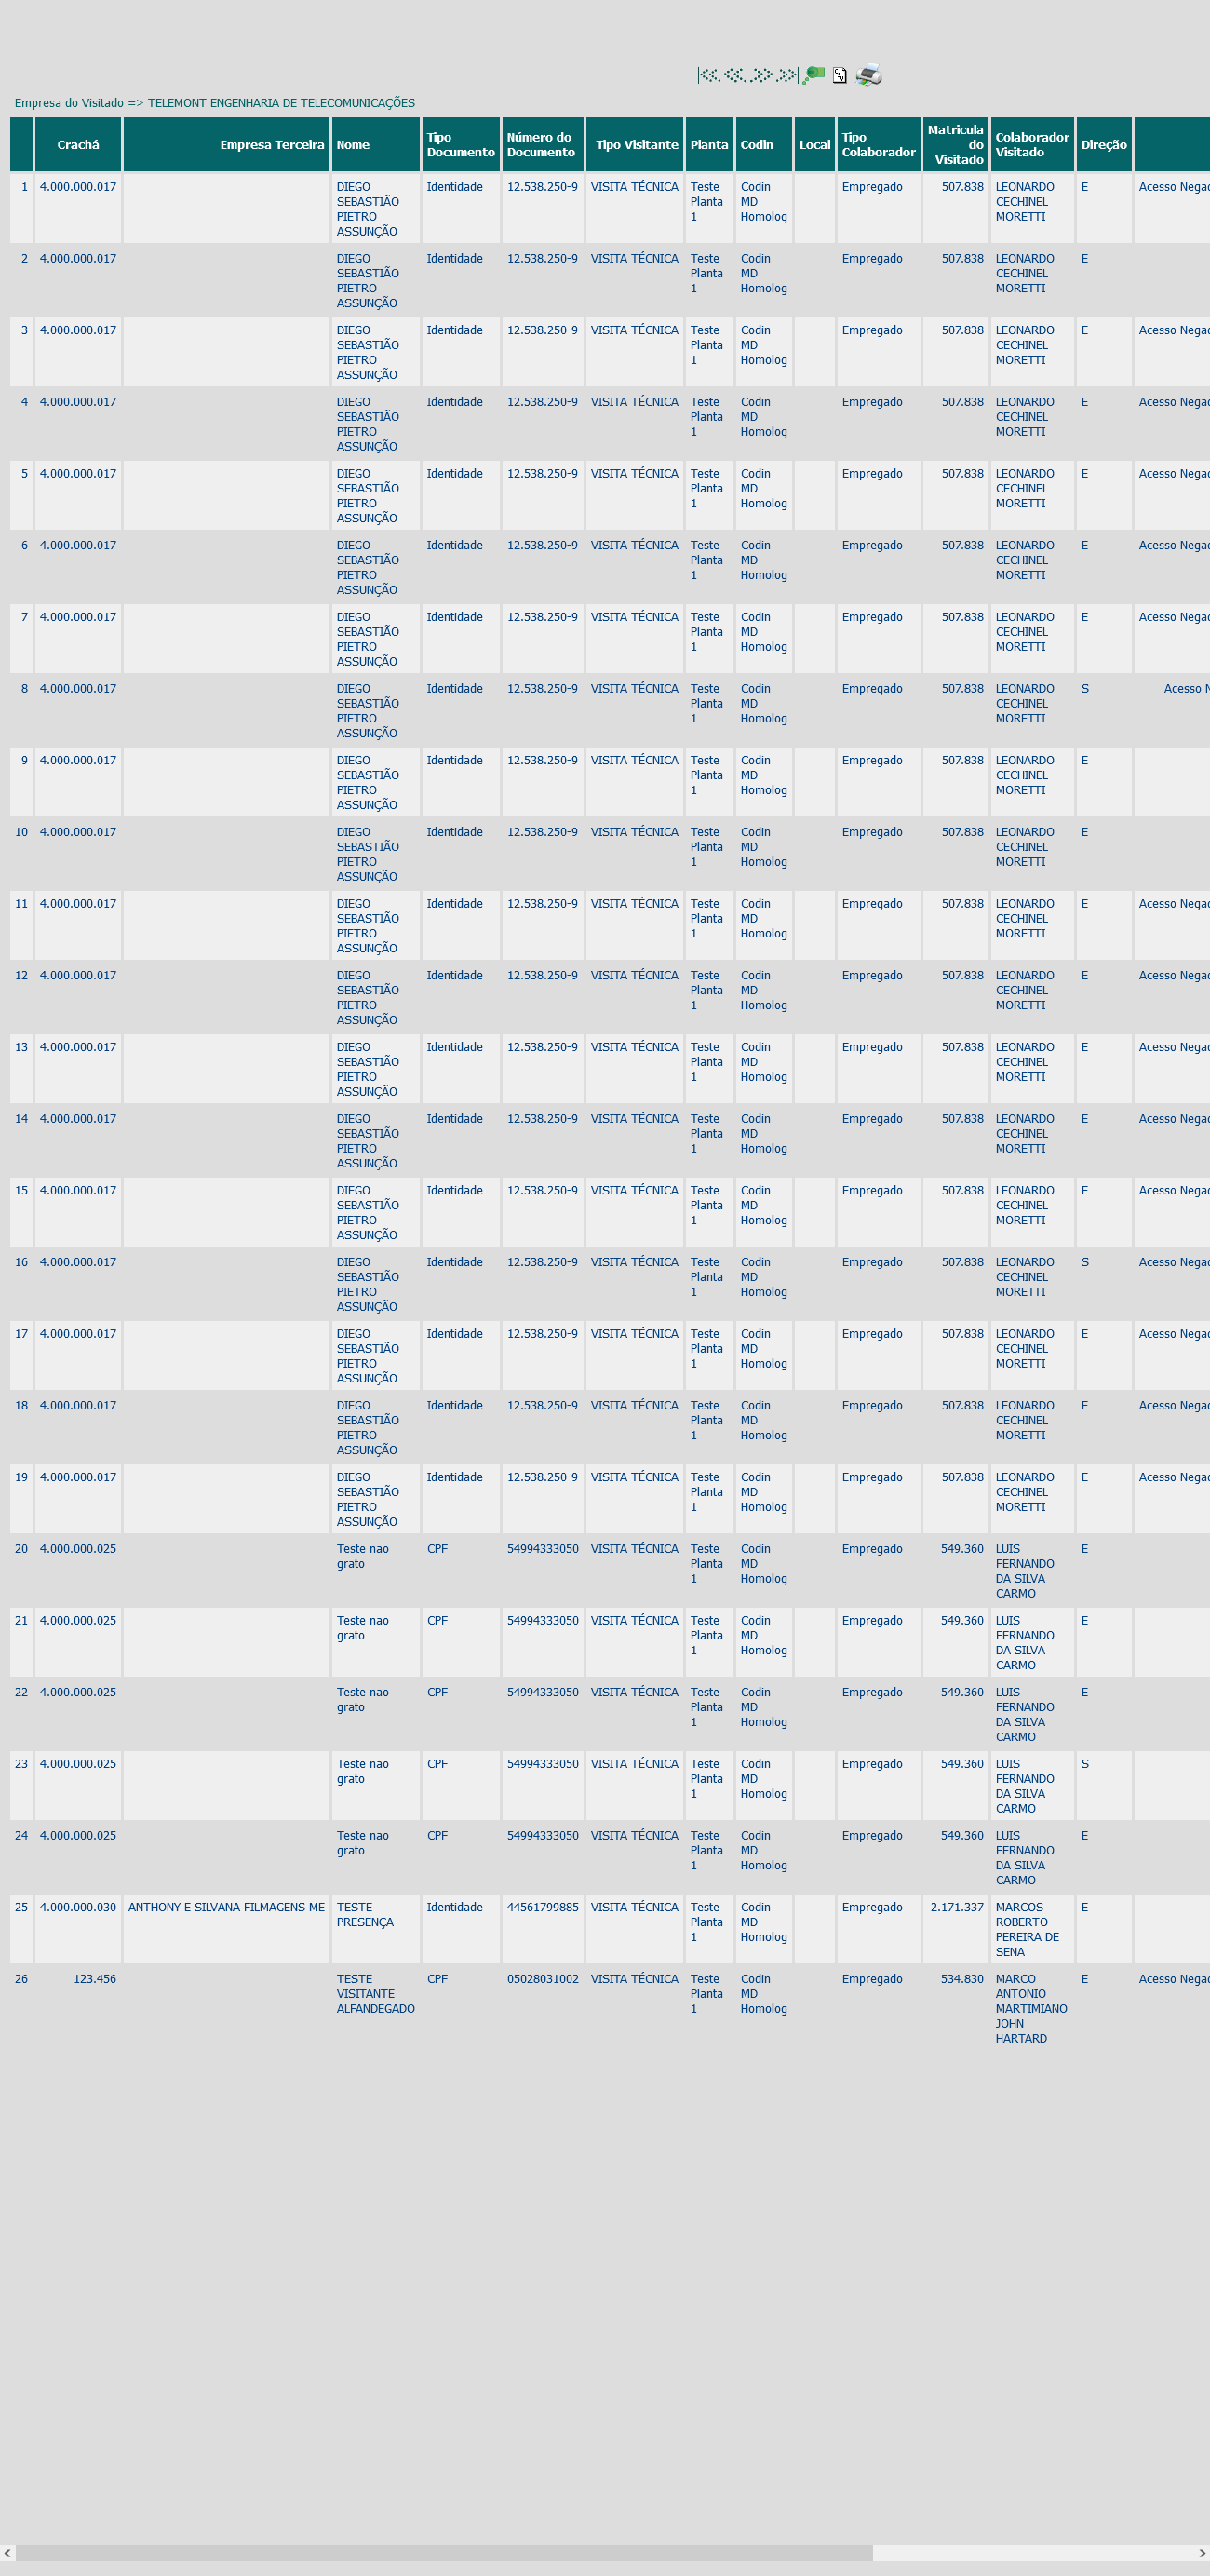 Empresa do Visitado => TELEMONT ENGENHARIA DE TELECOMUNICAÇÕES
Crachá Empresa Terceira Nome Tipo Documento Número do Documento Tipo Visitante Planta Codin Local Tipo Colaborador Matricula do Visitado Colaborador Visitado Direção
1 4.000.000.017 DIEGO SEBASTIÃO PIETRO ASSUNÇÃO Identidade 12.538.250-9 VISITA TÉCNICA Teste Planta 1 Codin MD Homolog Empregado 507.838 LEONARDO CECHINEL MORETTI E Acesso
2 4.000.000.017 DIEGO SEBASTIÃO PIETRO ASSUNÇÃO Identidade 12.538.250-9 VISITA TÉCNICA Teste Planta 1 Codin MD Homolog Empregado 507.838 LEONARDO CECHINEL MORETTI E
3 4.000.000.017 DIEGO SEBASTIÃO PIETRO ASSUNÇÃO Identidade 12.538.250-9 VISITA TÉCNICA Teste Planta 1 Codin MD Homolog Empregado 507.838 LEONARDO CECHINEL MORETTI E Acesso
4 4.000.000.017 DIEGO SEBASTIÃO PIETRO ASSUNÇÃO Identidade 12.538.250-9 VISITA TÉCNICA Teste Planta 1 Codin MD Homolog Empregado 507.838 LEONARDO CECHINEL MORETTI E Acesso
5 4.000.000.017 DIEGO SEBASTIÃO PIETRO ASSUNÇÃO Identidade 12.538.250-9 VISITA TÉCNICA Teste Planta 1 Codin MD Homolog Empregado 507.838 LEONARDO CECHINEL MORETTI E Acesso
6 4.000.000.017 DIEGO SEBASTIÃO PIETRO ASSUNÇÃO Identidade 12.538.250-9 VISITA TÉCNICA Teste Planta 1 Codin MD Homolog Empregado 507.838 LEONARDO CECHINEL MORETTI E Acesso
7 4.000.000.017 DIEGO SEBASTIÃO PIETRO ASSUNÇÃO Identidade 12.538.250-9 VISITA TÉCNICA Teste Planta 1 Codin MD Homolog Empregado 507.838 LEONARDO CECHINEL MORETTI E Acesso
8 4.000.000.017 DIEGO SEBASTIÃO PIETRO ASSUNÇÃO Identidade 12.538.250-9 VISITA TÉCNICA Teste Planta 1 Codin MD Homolog Empregado 507.838 LEONARDO CECHINEL MORETTI S Acesso
9 4.000.000.017 DIEGO SEBASTIÃO PIETRO ASSUNÇÃO Identidade 12.538.250-9 VISITA TÉCNICA Teste Planta 1 Codin MD Homolog Empregado 507.838 LEONARDO CECHINEL MORETTI E
10 4.000.000.017 DIEGO SEBASTIÃO PIETRO ASSUNÇÃO Identidade 12.538.250-9 VISITA TÉCNICA Teste Planta 1 Codin MD Homolog Empregado 507.838 LEONARDO CECHINEL MORETTI E
11 4.000.000.017 DIEGO SEBASTIÃO PIETRO ASSUNÇÃO Identidade 12.538.250-9 VISITA TÉCNICA Teste Planta 1 Codin MD Homolog Empregado 507.838 LEONARDO CECHINEL MORETTI E Acesso
12 4.000.000.017 DIEGO SEBASTIÃO PIETRO ASSUNÇÃO Identidade 12.538.250-9 VISITA TÉCNICA Teste Planta 1 Codin MD Homolog Empregado 507.838 LEONARDO CECHINEL MORETTI E Acesso
13 4.000.000.017 DIEGO SEBASTIÃO PIETRO ASSUNÇÃO Identidade 12.538.250-9 VISITA TÉCNICA Teste Planta 1 Codin MD Homolog Empregado 507.838 LEONARDO CECHINEL MORETTI E Acesso
14 4.000.000.017 DIEGO SEBASTIÃO PIETRO ASSUNÇÃO Identidade 12.538.250-9 VISITA TÉCNICA Teste Planta 1 Codin MD Homolog Empregado 507.838 LEONARDO CECHINEL MORETTI E Acesso
15 4.000.000.017 DIEGO SEBASTIÃO PIETRO ASSUNÇÃO Identidade 12.538.250-9 VISITA TÉCNICA Teste Planta 1 Codin MD Homolog Empregado 507.838 LEONARDO CECHINEL MORETTI E Acesso
16 4.000.000.017 DIEGO SEBASTIÃO PIETRO ASSUNÇÃO Identidade 12.538.250-9 VISITA TÉCNICA Teste Planta 1 Codin MD Homolog Empregado 507.838 LEONARDO CECHINEL MORETTI S Acesso
17 4.000.000.017 DIEGO SEBASTIÃO PIETRO ASSUNÇÃO Identidade 12.538.250-9 VISITA TÉCNICA Teste Planta 1 Codin MD Homolog Empregado 507.838 LEONARDO CECHINEL MORETTI E Acesso
18 4.000.000.017 DIEGO SEBASTIÃO PIETRO ASSUNÇÃO Identidade 12.538.250-9 VISITA TÉCNICA Teste Planta 1 Codin MD Homolog Empregado 507.838 LEONARDO CECHINEL MORETTI E Acesso
19 4.000.000.017 DIEGO SEBASTIÃO PIETRO ASSUNÇÃO Identidade 12.538.250-9 VISITA TÉCNICA Teste Planta 1 Codin MD Homolog Empregado 507.838 LEONARDO CECHINEL MORETTI E Acesso
20 4.000.000.025 Teste nao grato CPF 54994333050 VISITA TÉCNICA Teste Planta 1 Codin MD Homolog Empregado 549.360 LUIS FERNANDO DA SILVA CARMO E
21 4.000.000.025 Teste nao grato CPF 54994333050 VISITA TÉCNICA Teste Planta 1 Codin MD Homolog Empregado 549.360 LUIS FERNANDO DA SILVA CARMO E
22 4.000.000.025 Teste nao grato CPF 54994333050 VISITA TÉCNICA Teste Planta 1 Codin MD Homolog Empregado 549.360 LUIS FERNANDO DA SILVA CARMO E
23 4.000.000.025 Teste nao grato CPF 54994333050 VISITA TÉCNICA Teste Planta 1 Codin MD Homolog Empregado 549.360 LUIS FERNANDO DA SILVA CARMO S
24 4.000.000.025 Teste nao grato CPF 54994333050 VISITA TÉCNICA Teste Planta 1 Codin MD Homolog Empregado 549.360 LUIS FERNANDO DA SILVA CARMO E
25 4.000.000.030 ANTHONY E SILVANA FILMAGENS ME TESTE PRESENÇA Identidade 44561799885 VISITA TÉCNICA Teste Planta 1 Codin MD Homolog Empregado 2.171.337 MARCOS ROBERTO PEREIRA DE SENA E
26 123.456 TESTE VISITANTE ALFANDEGADO CPF 05028031002 VISITA TÉCNICA Teste Planta 1 Codin MD Homolog Empregado 534.830 MARCO ANTONIO MARTIMIANO JOHN HARTARD E Acesso